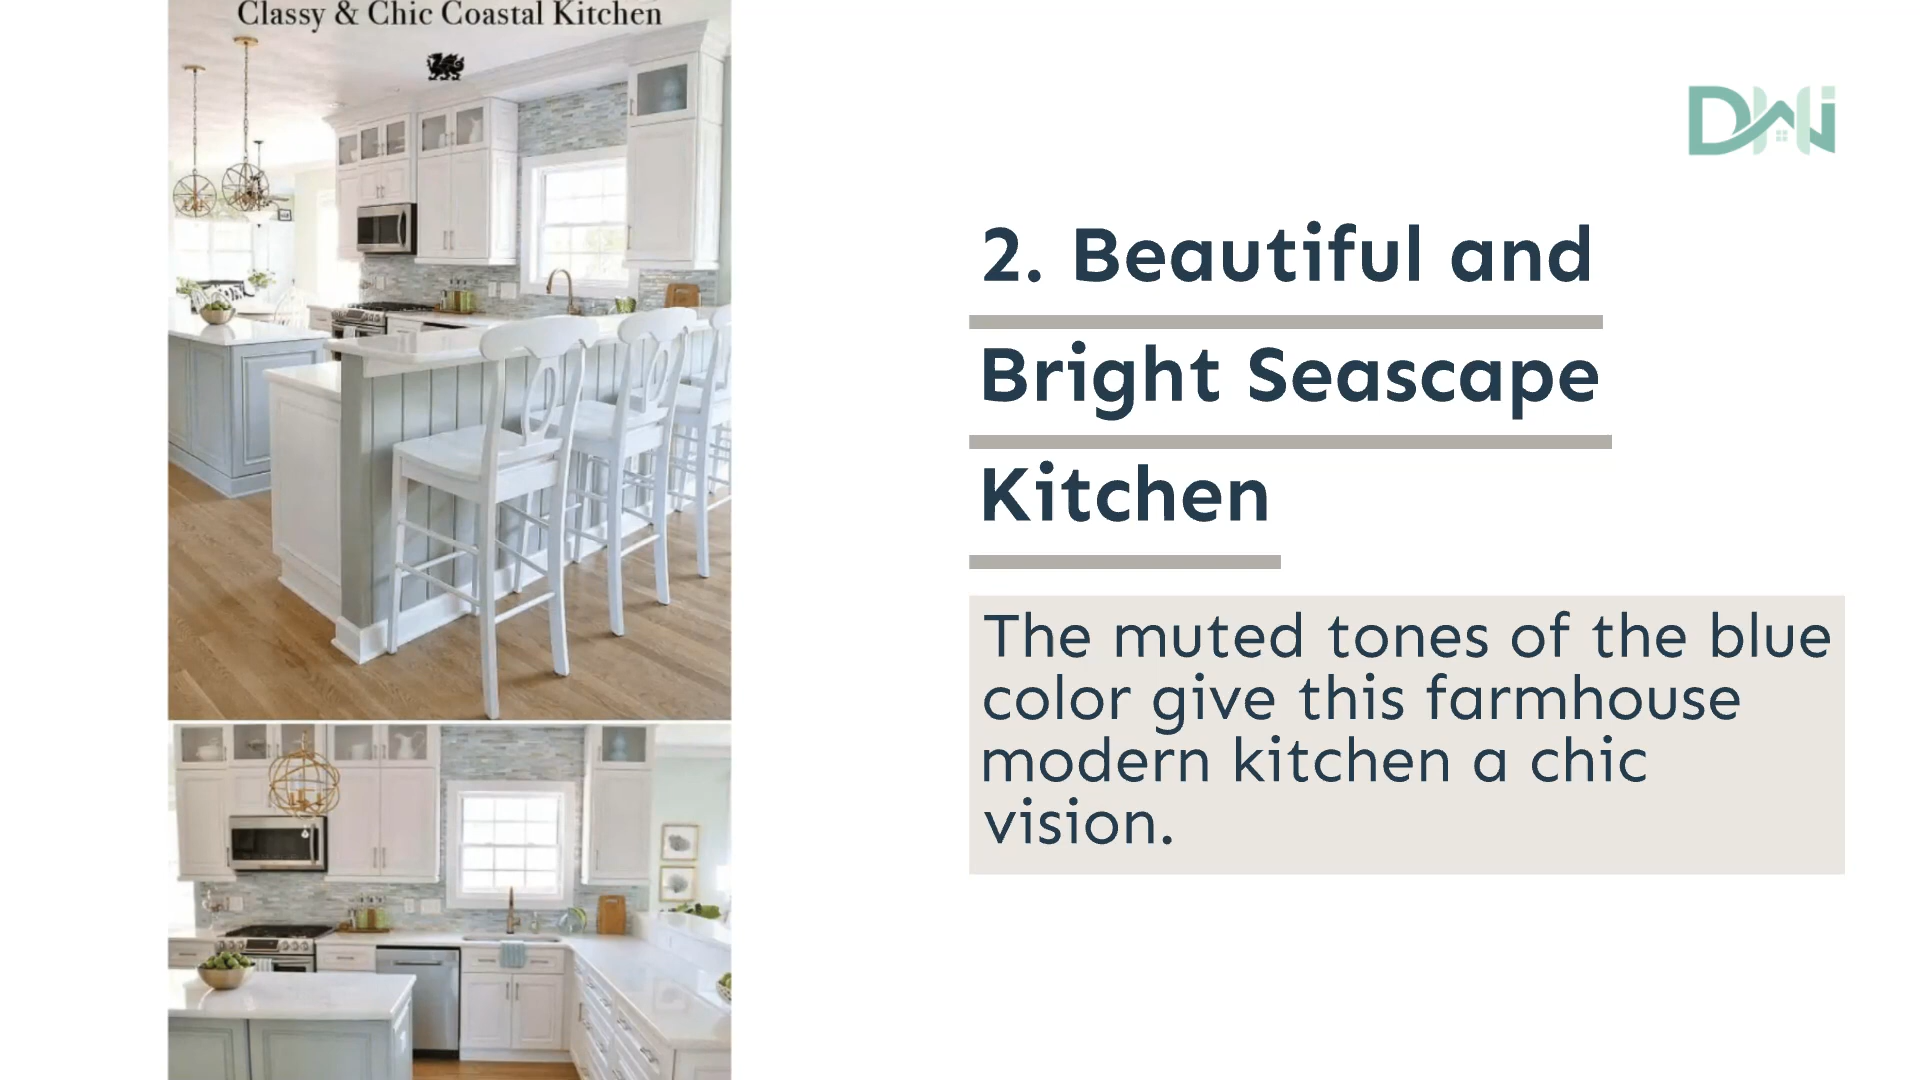 Classy & Chic Coastal Kitchen
DWi
2. Beautiful and
Bright Seascape
Kitchen
The muted tones of the blue
color give this farmhouse
modern kitchen a chic
vision.